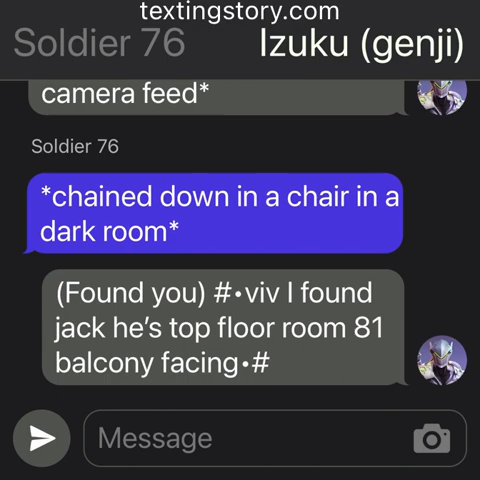 textingstory.com
Soldier 76 Izuku (genji)
camera feed*
Soldier 76
*chained down in a chair in a
dark room*
(Found you) #•viv I found
jack he's top floor room 81
balcony facing•#
Message